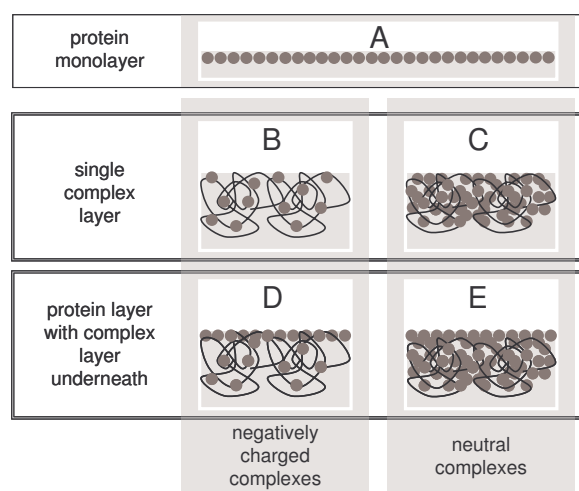 protein
monolayer
A
single
complex
layer
B
C
protein layer
with complex
layer
underneath
D
E
negatively
charged
complexes
neutral
complexes